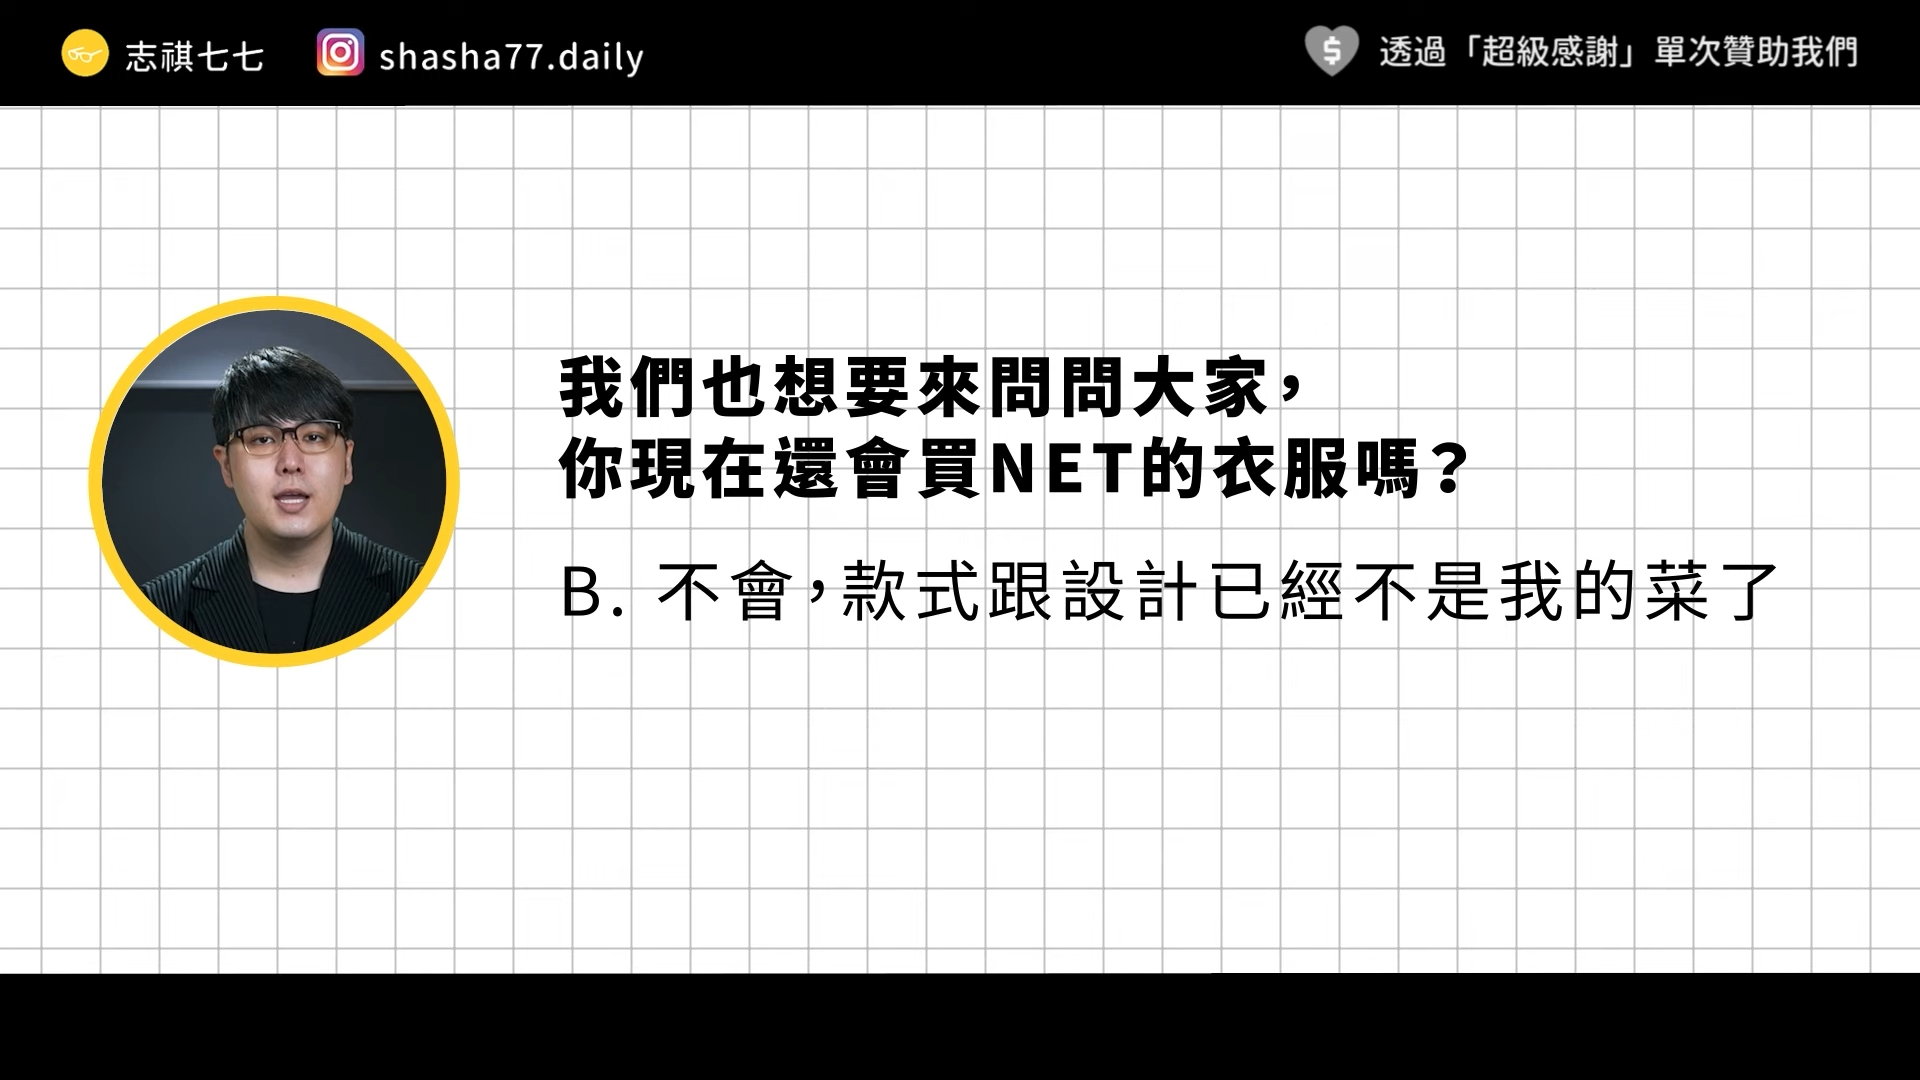 志祺七七
shasha77.daily
透過「超級感謝」單次贊助我們
我們也想要來問問大家，
你現在還會買NET的衣服嗎？
B. 不會，款式跟設計已經不是我的菜了